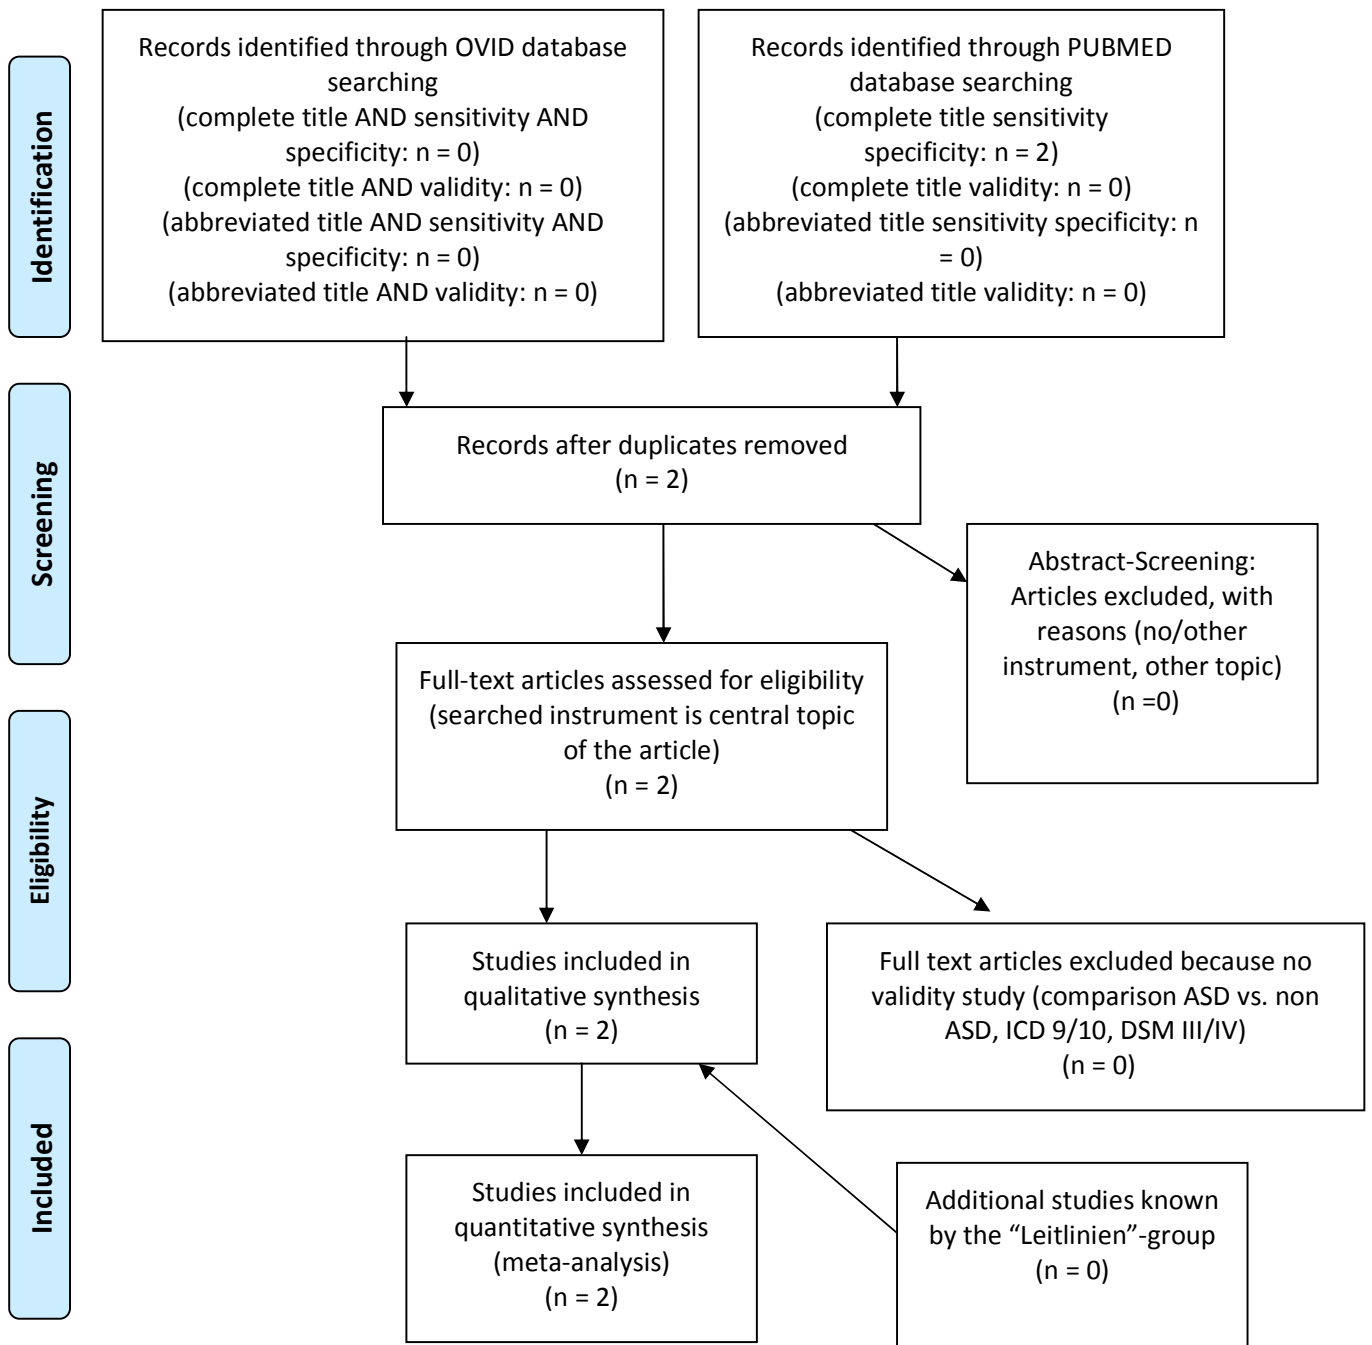 Identification
Records identified through OVID database
searching
(complete title AND sensitivity AND
specificity: n = 0)
(complete title AND validity: n = 0)
(abbreviated title AND sensitivity AND
specificity: n = 0)
(abbreviated title AND validity: n = 0)
Records identified through PUBMED
database searching
(complete title sensitivity
specificity: n = 2)
(complete title validity: n = 0)
(abbreviated title sensitivity specificity: n
= 0)
(abbreviated title validity: n = 0)
Screening
Records after duplicates removed
(n = 2)
Abstract-Screening:
Articles excluded, with
reasons (no/other
instrument, other topic)
(n =0)
Eligibility
Full-text articles assessed for eligibility
(searched instrument is central topic
of the article)
(n = 2)
Full text articles excluded because no
validity study (comparison ASD vs. non
ASD, ICD 9/10, DSM III/IV)
(n = 0)
Studies included in
qualitative synthesis
(n = 2)
Included
Studies included in
quantitative synthesis
(meta-analysis)
(n = 2)
Additional studies known
by the “Leitlinien”-group
(n = 0)